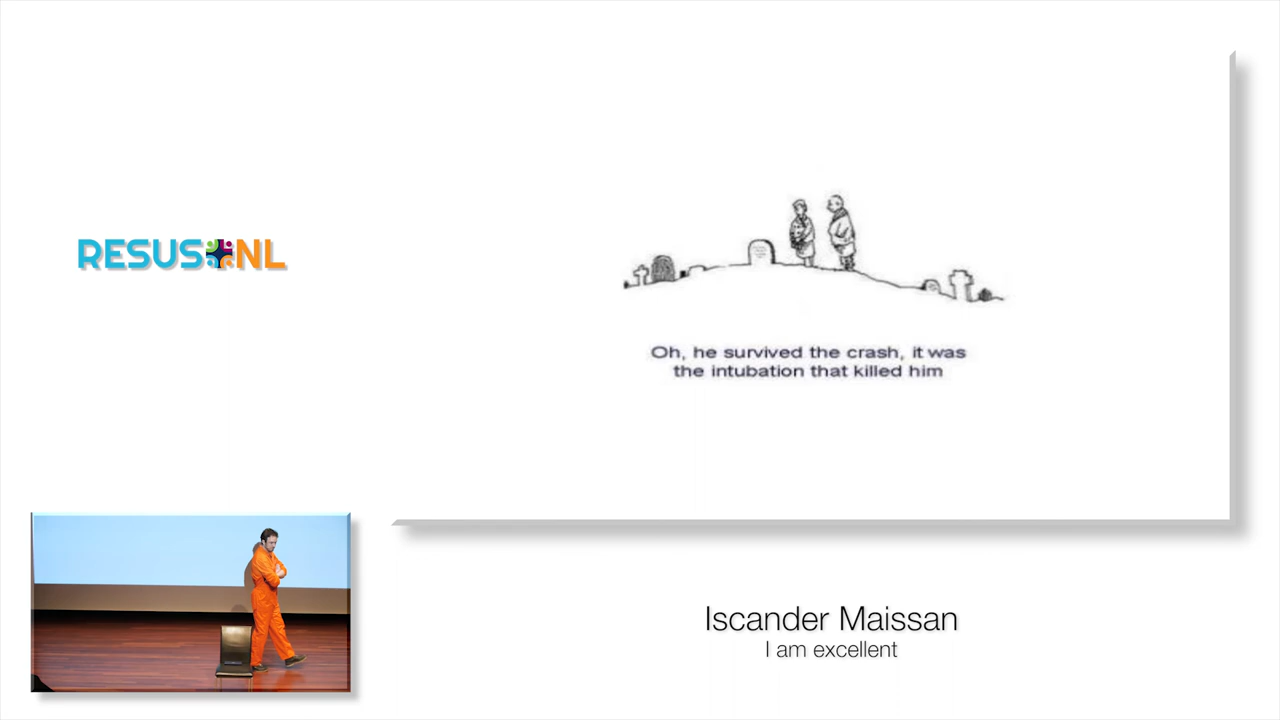 RESUS NL
Oh, he survived the crash, it was
the intubation that killed him
Iscander Maissan
I am excellent